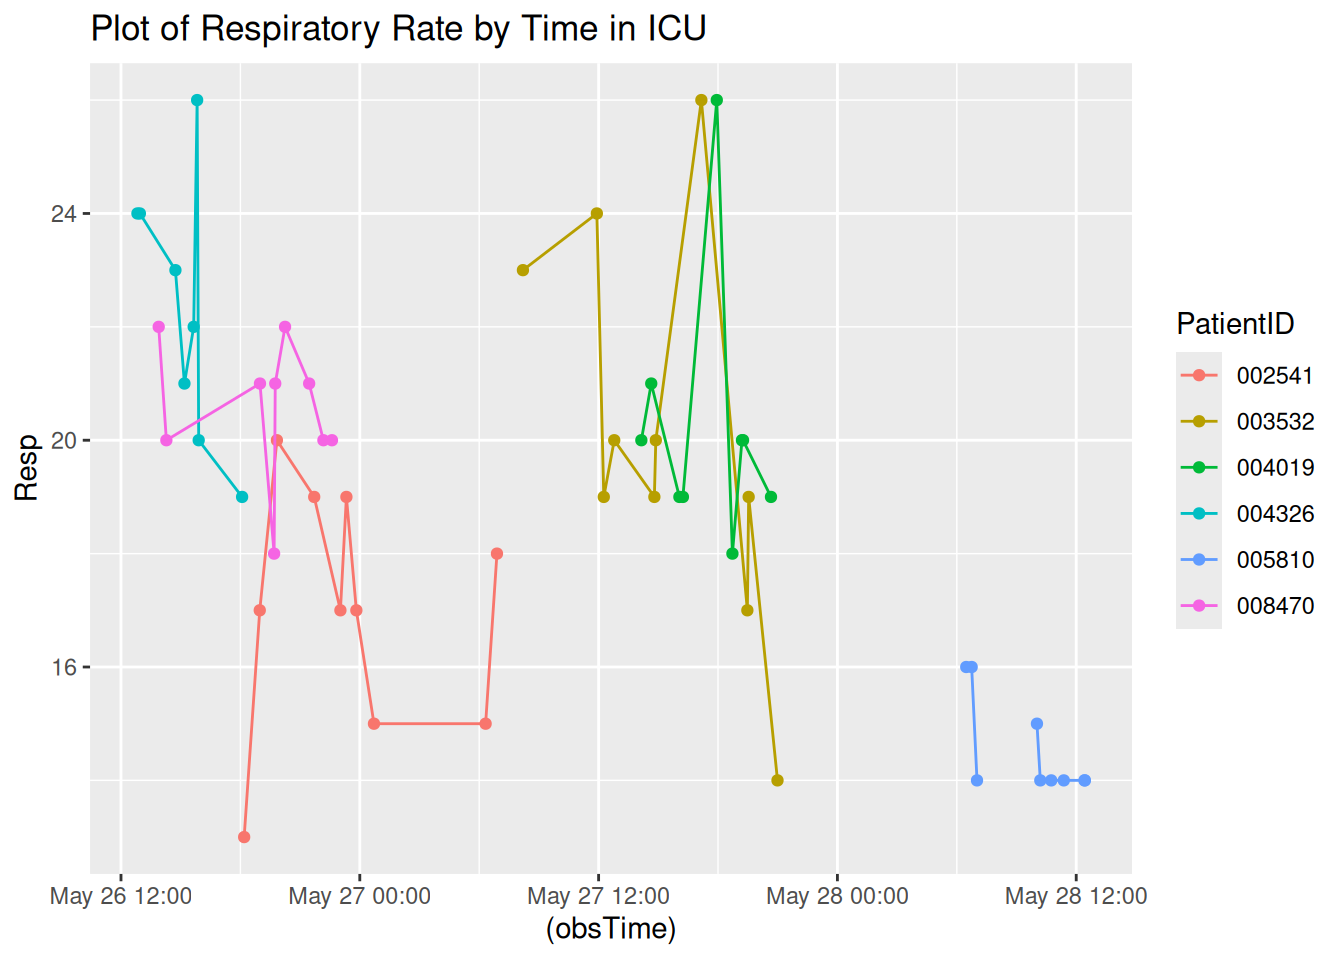 Plot of Respiratory Rate by Time in ICU
Resp
24
20
16
May 26 12:00
May 27 00:00
May 27 12:00
May 28 00:00
May 28 12:00
(obsTime)
PatientID
002541
003532
004019
004326
005810
008470